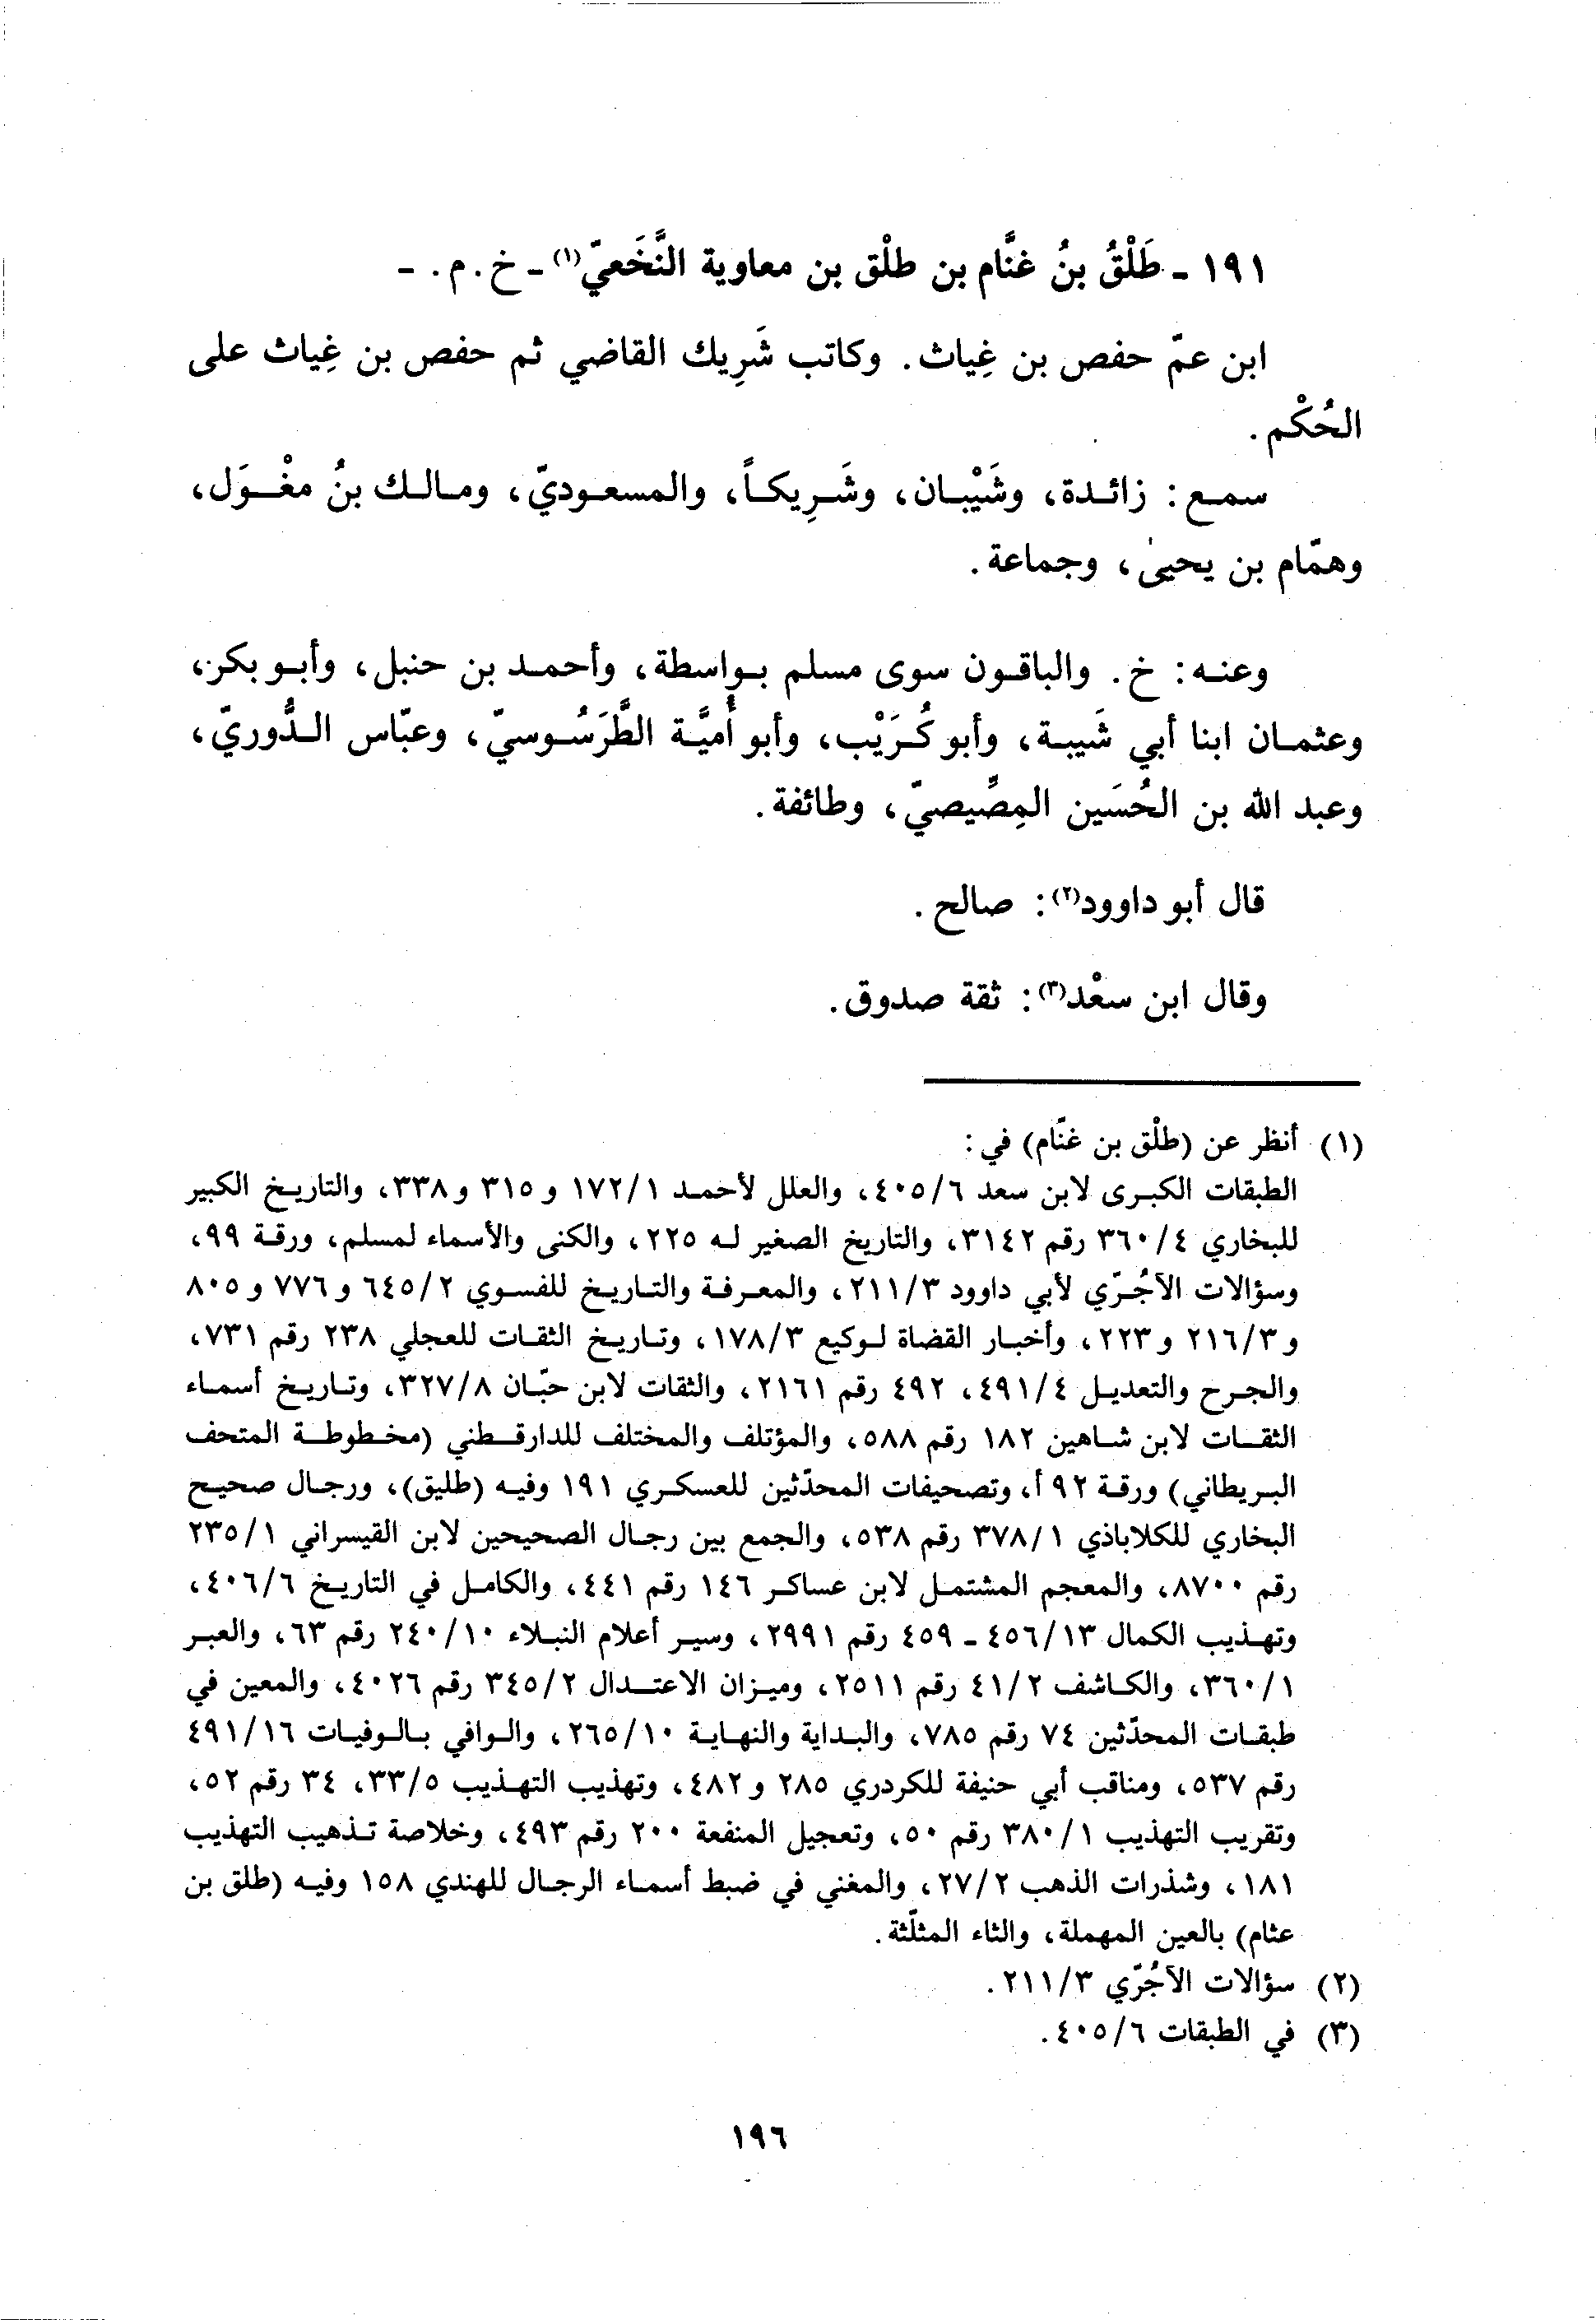 ١٩١ - طَلْقُ بنُ غنَّام بن طلْق بن معاوية النَّخَعيّ(١) - خ. م. -
ابن عمّ حفص بن غِياث. وكاتب شَرِيك القاضي ثم حفص بن غِياث على
الحُكْم.
سمع: زائدة، وشَيْبان، وشَرِيكاً، والمسعوديّ، ومالك بنُ مغْوَل،
وهمّام بن يحيىٰ، وجماعة.
وعنه: خ. والباقون سوى مسلم بواسطة، وأحمد بن حنبل، وأبو بكر،
وعثمان ابنا أبي شَيبة، وأبو كُرَيْب، وأبو أُميَّة الطَّرَسُوسيّ، وعبّاس الدُّوريّ،
وعبد الله بن الحُسَين المِصِّيصيّ، وطائفة.
قال أبو داوود(٢): صالح.
وقال ابن سعْد(٣): ثقة صدوق.
(١) أنظر عن (طلْق بن غنّام) في:
الطبقات الكبرى لابن سعد ٤٠٥/٦، والعلل لأحمد ١٧٢/١ و ٣١٥ و٣٣٨، والتاريخ الكبير
للبخاري ٣٦٠/٤ رقم ٣١٤٢، والتاريخ الصغير له ٢٢٥، والكنى والأسماء لمسلم، ورقة ٩٩،
وسؤالات الآجُرّي لأبي داوود ٢١١/٣، والمعرفة والتاريخ للفسوي ٦٤٥/٢ و ٧٧٦ و ٨٠٥
و ٢١٦/٣ و ٢٢٣، وأخبار القضاة لوكيع ١٧٨/٣، وتاريخ الثقات للعجلي ٢٣٨ رقم ٧٣١،
والجرح والتعديل ٤٩١/٤، ٤٩٢ رقم ٢١٦١، والثقات لابن حبّان ٣٢٧/٨، وتاريخ أسماء
الثقات لابن شاهين ١٨٢ رقم ٥٨٨، والمؤتلف والمختلف للدارقطني (مخطوطة المتحف
البريطاني) ورقة ٩٢ أ، وتصحيفات المحدّثين للعسكري ١٩١ وفيه (طليق)، ورجال صحيح
البخاري للكلاباذي ٣٧٨/١ رقم ٥٣٨، والجمع بين رجال الصحيحين لابن القيسراني ٢٣٥/١
رقم ٨٧٠٠، والمعجم المشتمل لابن عساكر ١٤٦ رقم ٤٤١، والكامل في التاريخ ٤٠٦/٦،
وتهذيب الكمال ٤٥٦/١٣ - ٤٥٩ رقم ٢٩٩١، وسير أعلام النبلاء ٢٤٠/١٠ رقم ٦٣، والعبر
٣٦٠/١، والكاشف ٤١/٢ رقم ٢٥١١، وميزان الاعتدال ٣٤٥/٢ رقم ٤٠٢٦، والمعين في
طبقات المحدّثين ٧٤ رقم ٧٨٥، والبداية والنهاية ٢٦٥/١٠، والوافي بالوفيات ٤٩١/١٦
رقم ٥٣٧، ومناقب أبي حنيفة للكردري ٢٨٥ و ٤٨٢، وتهذيب التهذيب ٣٣/٥، ٣٤ رقم ٥٢،
وتقريب التهذيب ٣٨٠/١ رقم ٥٠، وتعجيل المنفعة ٢٠٠ رقم ٤٩٣، وخلاصة تذهيب التهذيب
١٨١، وشذرات الذهب ٢٧/٢، والمغني في ضبط أسماء الرجال للهندي ١٥٨ وفيه (طلق بن
عثام) بالعين المهملة، والثاء المثلّثة.
(٢) سؤالات الآجُرّي ٢١١/٣.
(٣) في الطبقات ٤٠٥/٦.
١٩٦